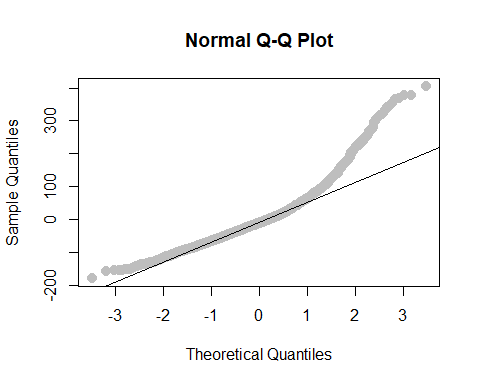 Normal Q-Q Plot
Sample Quantiles
300
100
0
-200
-3 -2 -1 0 1 2 3
Theoretical Quantiles